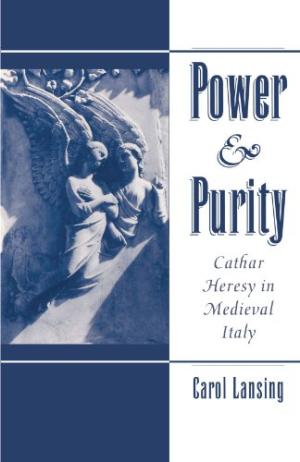 Power
&
Purity
Cathar
Heresy in
Medieval
Italy
Carol Lansing